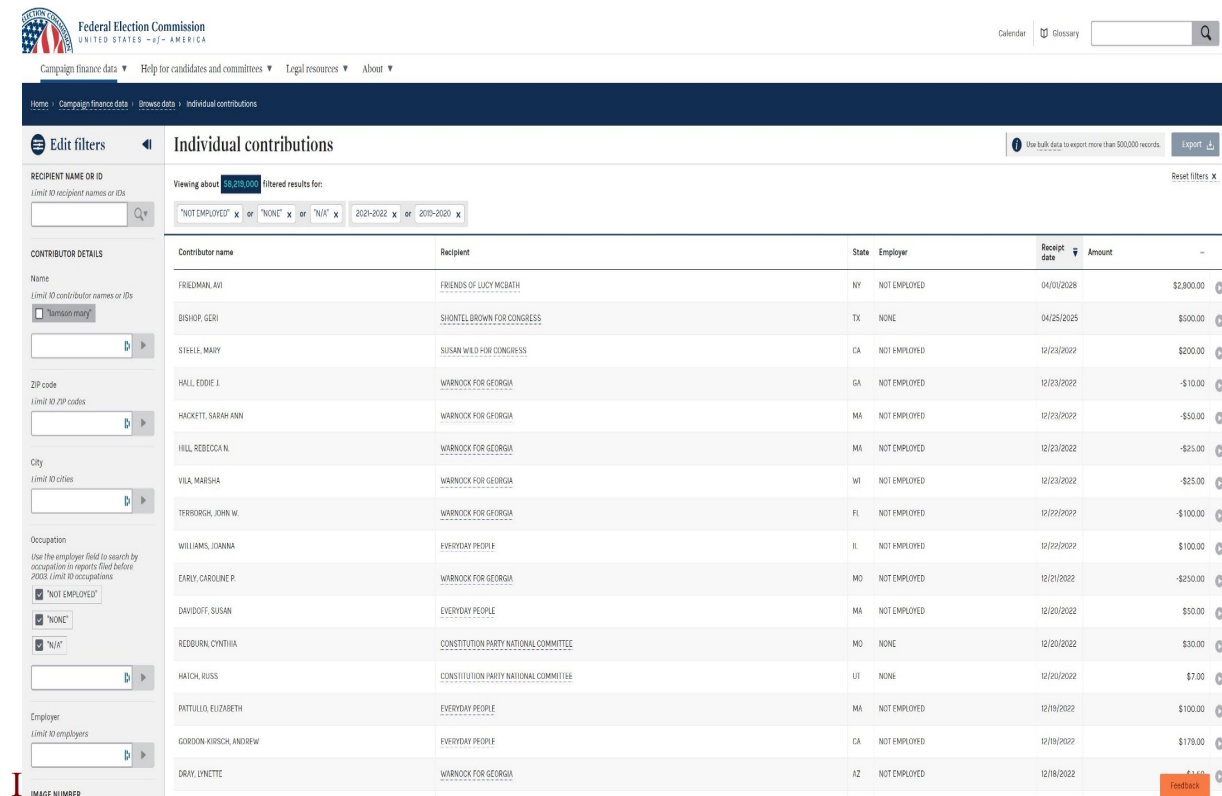 Federal Election Commission
UNITED STATES -of- AMERICA
Calendar
Glossary
Campaign finance data ▼ Help for candidates and committees ▼ Legal resources ▼ About ▼
Home › Campaign finance data › Browse data › Individual contributions
Edit filters
Individual contributions
Use bulk data to export more than 500,000 records.
Export
RECIPIENT NAME OR ID
Limit 10 recipient names or IDs
Viewing about 58,219,000 filtered results for:
Reset filters x
"NOT EMPLOYED" x or "NONE" x or "N/A" x 2021-2022 x or 2019-2020 x
CONTRIBUTOR DETAILS
Name
Limit 10 contributor names or IDs
"lamson mary"
ZIP code
Limit 10 ZIP codes
City
Limit 10 cities
Occupation
Use the employer field to search by
occupation in reports filed before
2003. Limit 10 occupations
"NOT EMPLOYED"
"NONE"
"N/A"
Employer
Limit 10 employers
IMAGE NUMBER
Contributor name Recipient State Employer Receipt date Amount
FRIEDMAN, AVI FRIENDS OF LUCY MCBATH NY NOT EMPLOYED 04/01/2028 $2,900.00
BISHOP, GERI SHONTEL BROWN FOR CONGRESS TX NONE 04/25/2025 $500.00
STEELE, MARY SUSAN WILD FOR CONGRESS CA NOT EMPLOYED 12/23/2022 $200.00
HALL, EDDIE J. WARNOCK FOR GEORGIA GA NOT EMPLOYED 12/23/2022 -$10.00
HACKETT, SARAH ANN WARNOCK FOR GEORGIA MA NOT EMPLOYED 12/23/2022 -$50.00
HILL, REBECCA N. WARNOCK FOR GEORGIA MA NOT EMPLOYED 12/23/2022 -$25.00
VILA, MARSHA WARNOCK FOR GEORGIA WI NOT EMPLOYED 12/23/2022 -$25.00
TERBORGH, JOHN W. WARNOCK FOR GEORGIA FL NOT EMPLOYED 12/22/2022 -$100.00
WILLIAMS, JOANNA EVERYDAY PEOPLE IL NOT EMPLOYED 12/22/2022 $100.00
EARLY, CAROLINE P. WARNOCK FOR GEORGIA MO NOT EMPLOYED 12/21/2022 -$250.00
DAVIDOFF, SUSAN EVERYDAY PEOPLE MA NOT EMPLOYED 12/20/2022 $50.00
REDBURN, CYNTHIA CONSTITUTION PARTY NATIONAL COMMITTEE MO NONE 12/20/2022 $30.00
HATCH, RUSS CONSTITUTION PARTY NATIONAL COMMITTEE UT NONE 12/20/2022 $7.00
PATTULLO, ELIZABETH EVERYDAY PEOPLE MA NOT EMPLOYED 12/19/2022 $100.00
GORDON-KIRSCH, ANDREW EVERYDAY PEOPLE CA NOT EMPLOYED 12/19/2022 $179.00
DRAY, LYNETTE WARNOCK FOR GEORGIA AZ NOT EMPLOYED 12/18/2022
Feedback
I